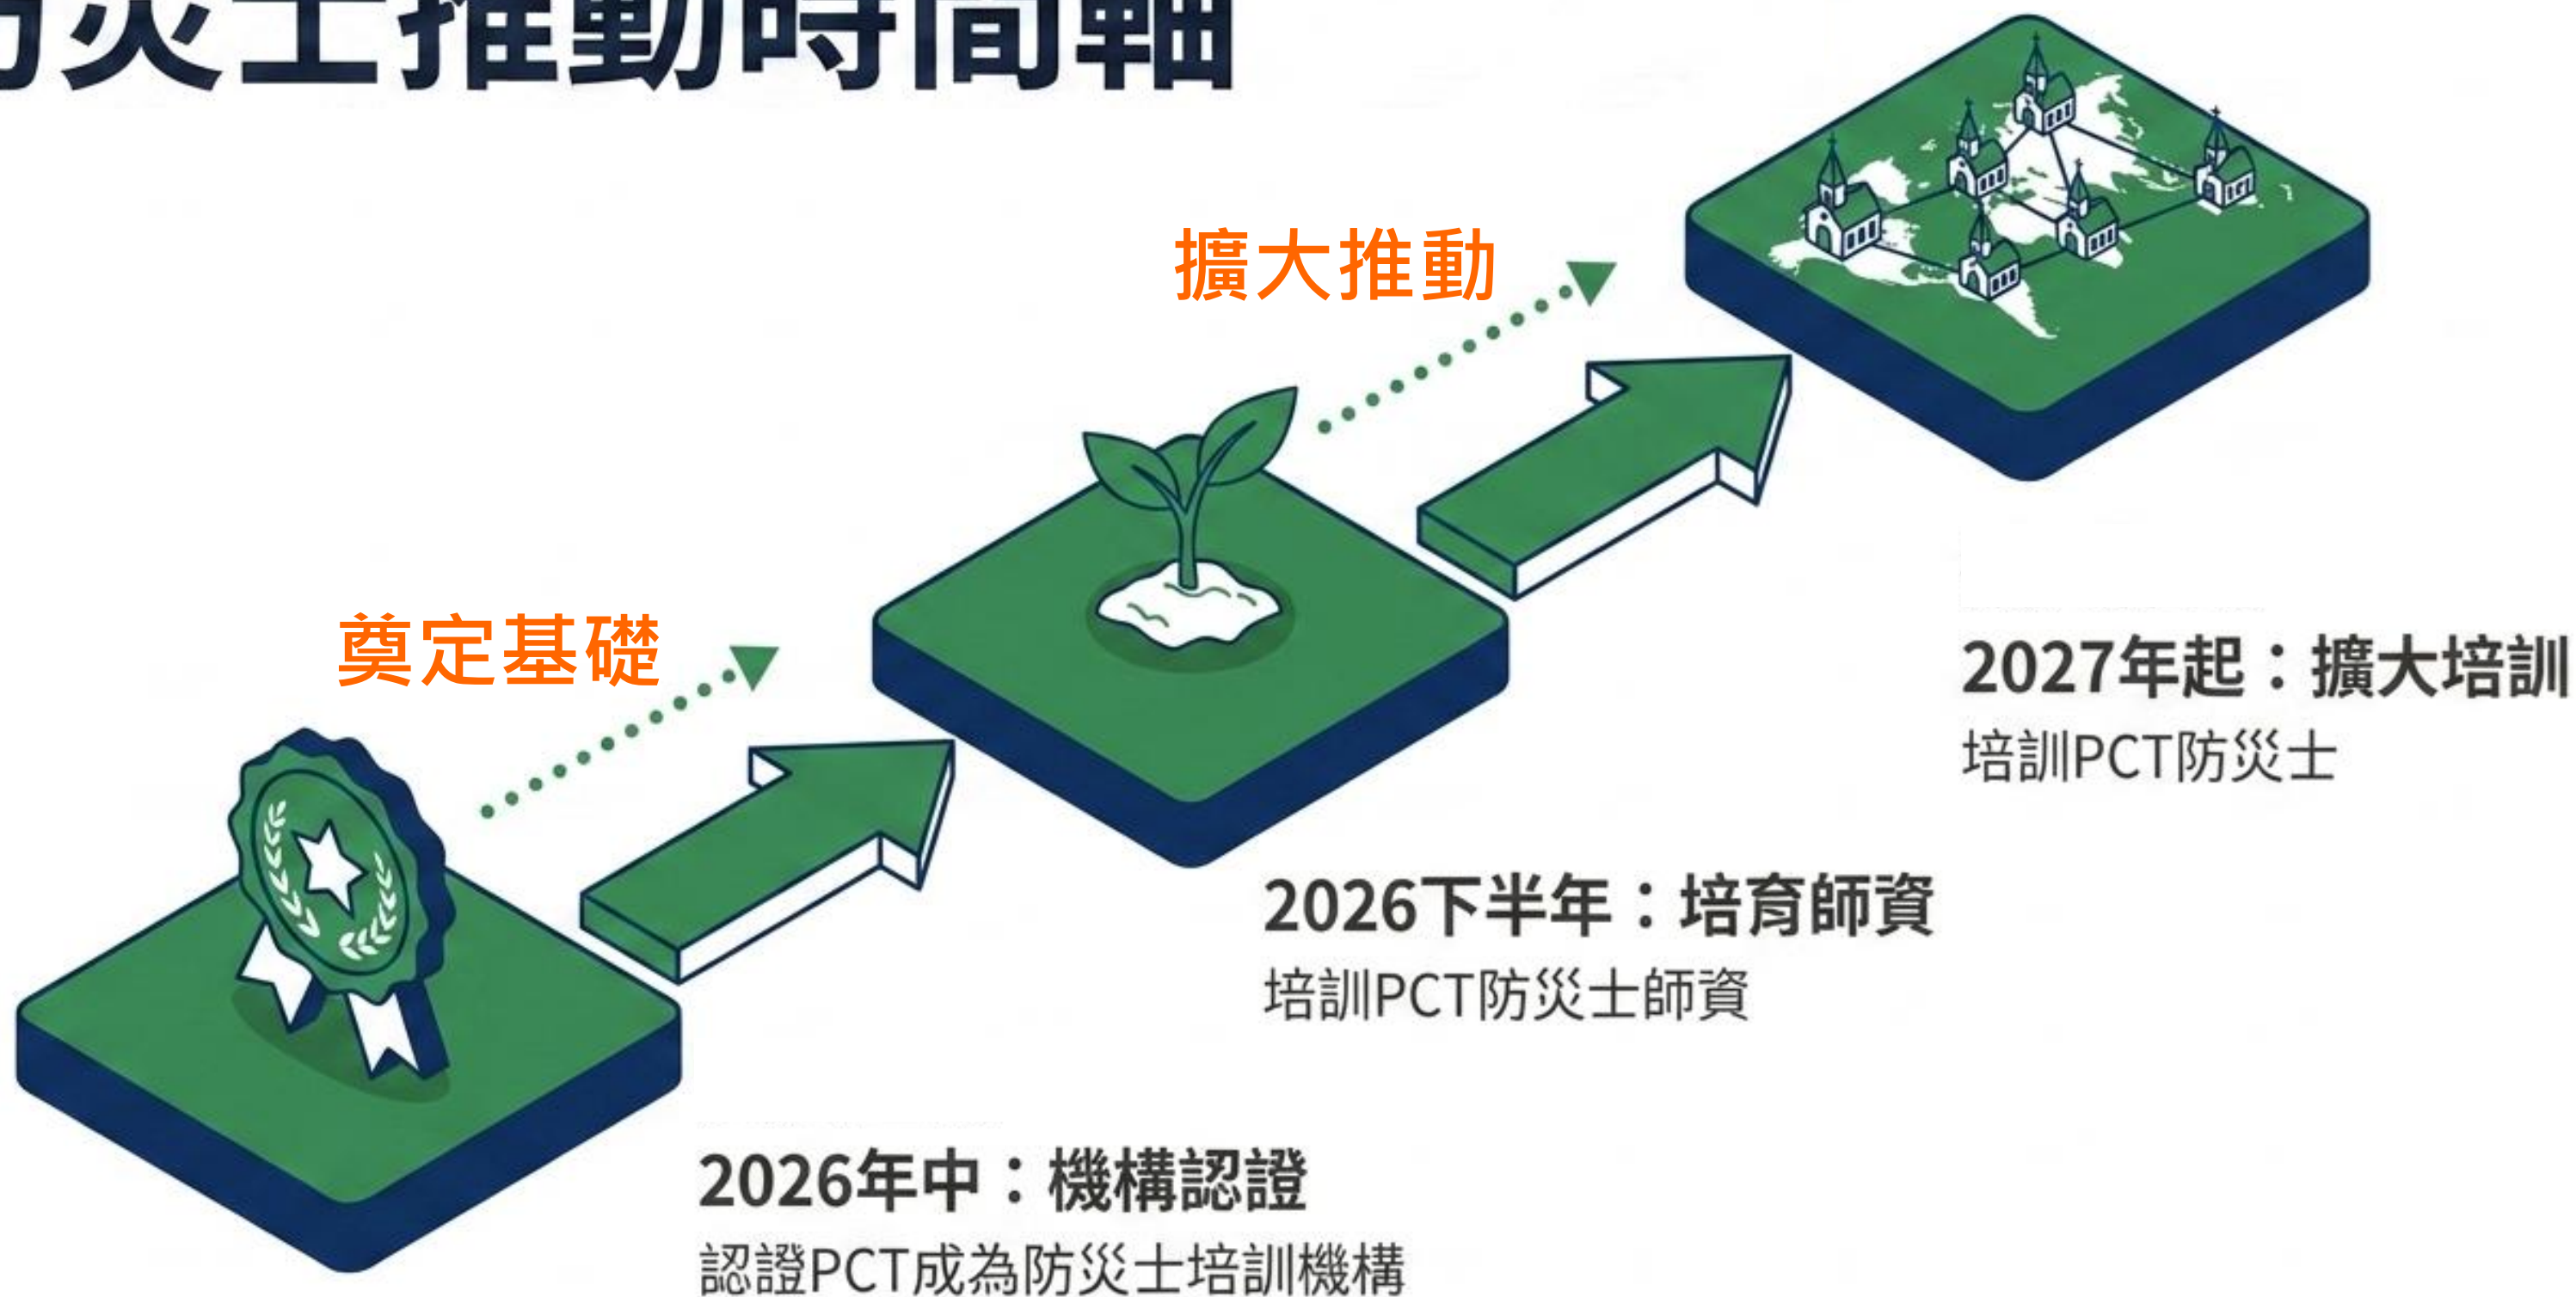 防災士推動時間軸
擴大推動
奠定基礎
2027年起：擴大培訓
培訓PCT防災士
2026下半年：培育師資
培訓PCT防災士師資
2026年中：機構認證
認證PCT成為防災士培訓機構